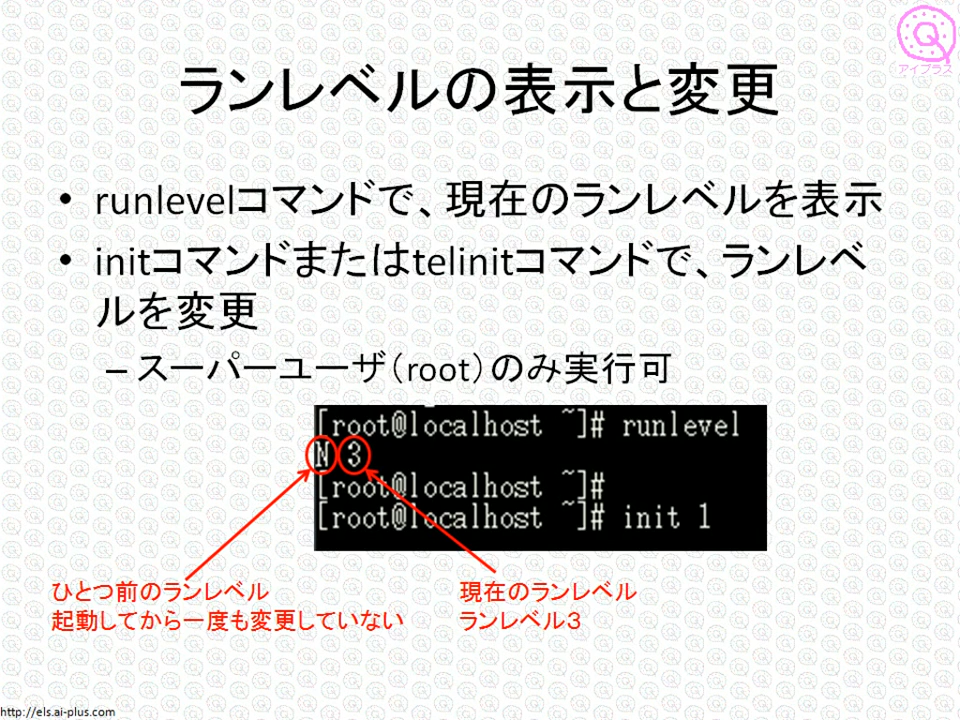 アイプラス
ランレベルの表示と変更
• runlevelコマンドで、現在のランレベルを表示
• initコマンドまたはtelinitコマンドで、ランレベ
ルを変更
– スーパーユーザ（root）のみ実行可
[root@localhost ~]# runlevel
N 3
[root@localhost ~]#
[root@localhost ~]# init 1
ひとつ前のランレベル
起動してから一度も変更していない
現在のランレベル
ランレベル３
http://els.ai-plus.com